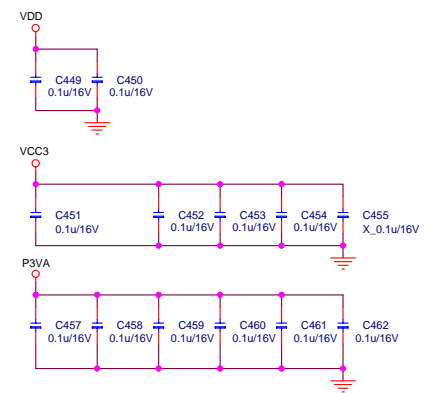 VDD
C449 C450
0.1u/16V 0.1u/16V
VCC3
C451 C452 C453 C454 C455
0.1u/16V 0.1u/16V 0.1u/16V 0.1u/16V X_0.1u/16V
P3VA
C457 C458 C459 C460 C461 C462
0.1u/16V 0.1u/16V 0.1u/16V 0.1u/16V 0.1u/16V 0.1u/16V